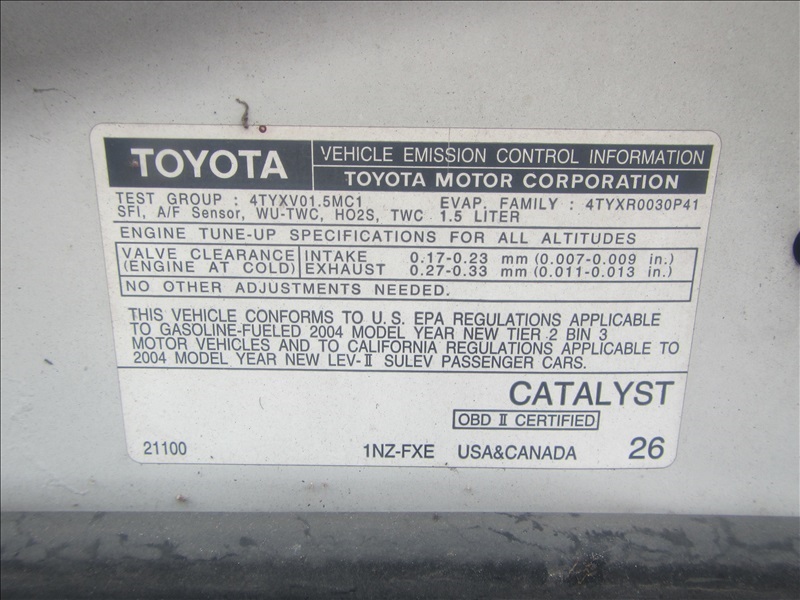 TOYOTA
VEHICLE EMISSION CONTROL INFORMATION
TOYOTA MOTOR CORPORATION
TEST GROUP : 4TYXV01.5MC1 EVAP. FAMILY : 4TYXR0030P41
SFI, A/F Sensor, WU-TWC, HO2S, TWC 1.5 LITER
ENGINE TUNE-UP SPECIFICATIONS FOR ALL ALTITUDES
VALVE CLEARANCE INTAKE 0.17-0.23 mm (0.007-0.009 in.)
(ENGINE AT COLD) EXHAUST 0.27-0.33 mm (0.011-0.013 in.)
NO OTHER ADJUSTMENTS NEEDED.
THIS VEHICLE CONFORMS TO U.S. EPA REGULATIONS APPLICABLE
TO GASOLINE-FUELED 2004 MODEL YEAR NEW TIER 2 BIN 3
MOTOR VEHICLES AND TO CALIFORNIA REGULATIONS APPLICABLE TO
2004 MODEL YEAR NEW LEV-II SULEV PASSENGER CARS.
CATALYST
OBD II CERTIFIED
21100 1NZ-FXE USA&CANADA 26